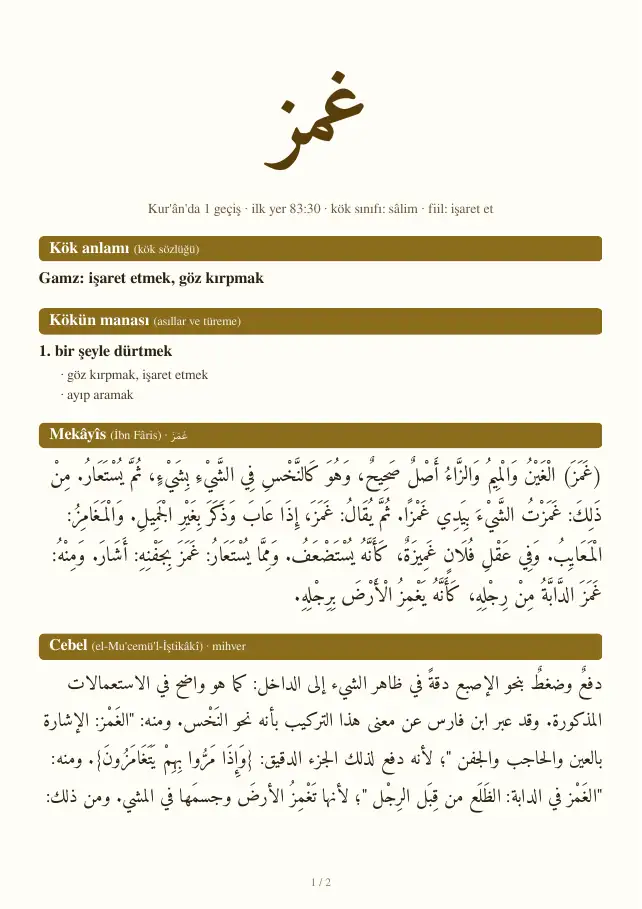 غمز
Kur'ân'da 1 geçiş · ilk yer 83:30 · kök sınıfı: sâlim · fiil: işaret et
Kök anlamı (kök sözlüğü)
Gamz: işaret etmek, göz kırpmak
Kökün manası (asıllar ve türeme)
1. bir şeyle dürtmek
· göz kırpmak, işaret etmek
· ayıp aramak
Mekâyîs (İbn Fâris) · غَمَزَ
(غَمَزَ) الْغَيْنُ وَالْمِيمُ وَالزَّاءُ أَصْلٌ صَحِيحٌ، وَهُوَ كَالنَّخْسِ فِي الشَّيْءِ بِشَيْءٍ، ثُمَّ يُسْتَعَارُ. مِنْ
ذَلِكَ: غَمَزْتُ الشَّيْءَ بِيَدِي غَمْزًا. ثُمَّ يُقَالُ: غَمَزَ، إِذَا عَابَ وَذَكَرَ بِغَيْرِ الْجَمِيلِ. وَالْمَغَامِزُ:
الْمَعَايِبُ. وَفِي عَقْلِ فُلَانٍ غَمِيزَةٌ، كَأَنَّهُ يُسْتَضْعَفُ. وَمِمَّا يُسْتَعَارُ: غَمَزَ بِجَفْنِهِ: أَشَارَ. وَمِنْهُ:
غَمَزَ الدَّابَّةُ مِنْ رِجْلِهِ، كَأَنَّهُ يَغْمِزُ الْأَرْضَ بِرِجْلِهِ.
Cebel (el-Mu'cemü'l-İştikâkî) · mihver
دفعٌ وضغطٌ بنحو الإصبع دقةً في ظاهر الشيء إلى الداخل: كما هو واضح في الاستعمالات
المذكورة. وقد عبر ابن فارس عن معنى هذا التركيب بأنه نحو النَخْس. ومنه: "الغَمْز: الإشارة
بالعين والحاجب والجفن "؛ لأنه دفع لذلك الجزء الدقيق: {وَإِذَا مَرُّوا بِهِمْ يَتَغَامَزُونَ}. ومنه:
"الغَمْز في الدابة: الظَلَع من قِبَل الرِجْل "؛ لأنها تَغْمِزُ الأرضَ وجسمَها في المشي. ومن ذلك:
1 / 2